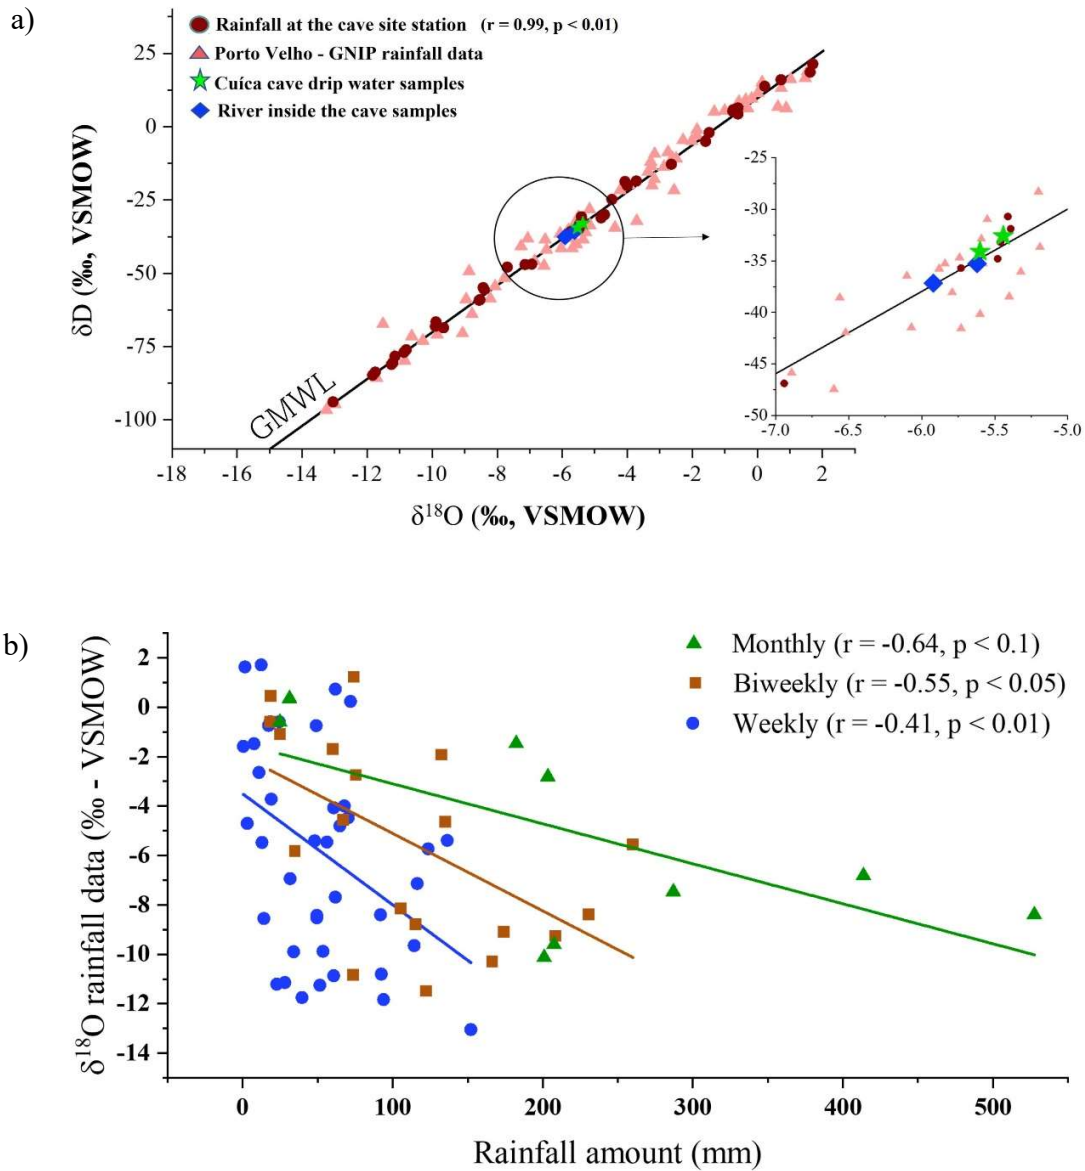 a)
Rainfall at the cave site station (r = 0.99, p < 0.01)
Porto Velho - GNIP rainfall data
Cuíca cave drip water samples
River inside the cave samples
25
0
-25
-50
-75
-100
δD (‰, VSMOW)
GMWL
-18 -16 -14 -12 -10 -8 -6 -4 -2 0 2
δ¹⁸O (‰, VSMOW)
-25
-30
-35
-40
-45
-50
-7.0 -6.5 -6.0 -5.5 -5.0
b)
Monthly (r = -0.64, p < 0.1)
Biweekly (r = -0.55, p < 0.05)
Weekly (r = -0.41, p < 0.01)
2
0
-2
-4
-6
-8
-10
-12
-14
δ¹⁸O rainfall data (‰ - VSMOW)
0 100 200 300 400 500
Rainfall amount (mm)